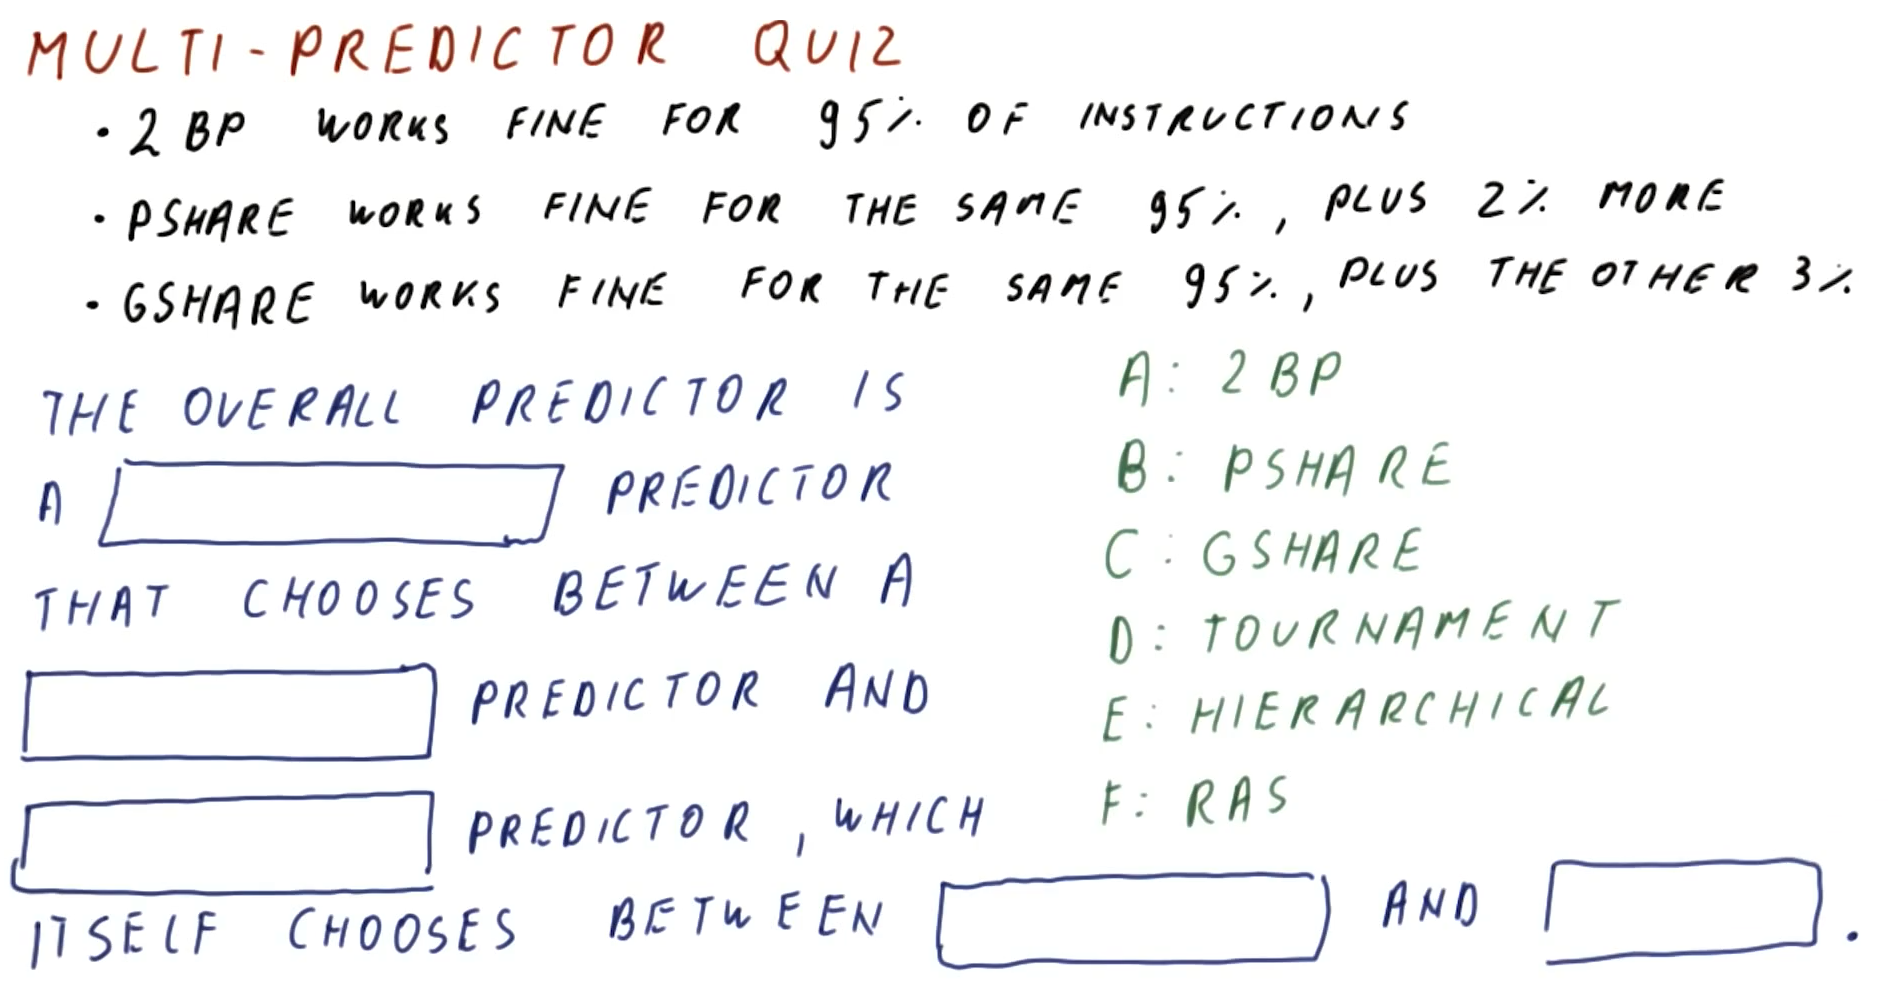 MULTI-PREDICTOR QUIZ
• 2BP WORKS FINE FOR 95% OF INSTRUCTIONS
• PSHARE WORKS FINE FOR THE SAME 95%, PLUS 2% MORE
• GSHARE WORKS FINE FOR THE SAME 95%, PLUS THE OTHER 3%
THE OVERALL PREDICTOR IS
A PREDICTOR
THAT CHOOSES BETWEEN A
PREDICTOR AND
PREDICTOR, WHICH
ITSELF CHOOSES BETWEEN AND .
A: 2BP
B: PSHARE
C: GSHARE
D: TOURNAMENT
E: HIERARCHICAL
F: RAS